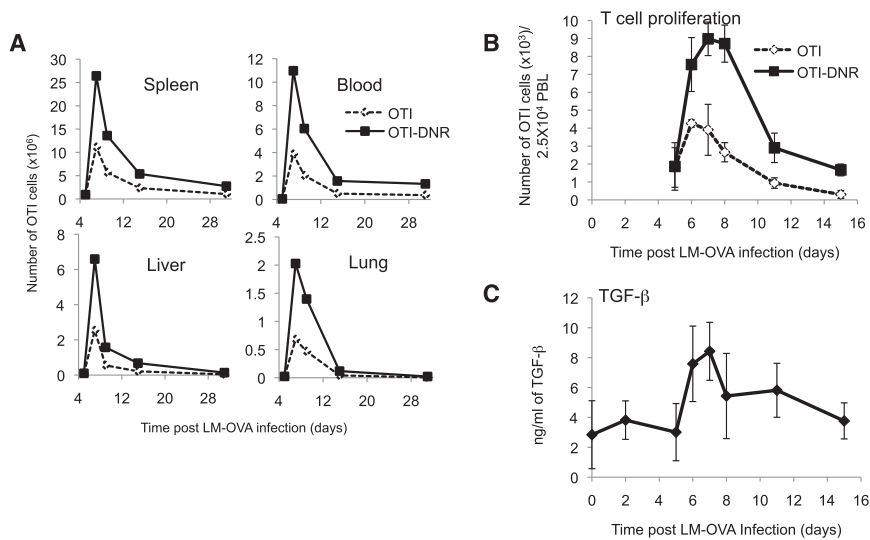 A
Spleen
30
25
20
15
10
5
0
4 12 20 28
Blood
12
10
8
6
4
2
0
4 12 20 28
OTI
OTI-DNR
Number of OTI cells (x10⁶)
Liver
8
6
4
2
0
4 12 20 28
Lung
2.5
2
1.5
1
0.5
0
4 12 20 28
Time post LM-OVA infection (days)
B
T cell proliferation
OTI
OTI-DNR
Number of OTI cells (x10³)/
2.5X10⁴ PBL
10
9
8
7
6
5
4
3
2
1
0
0 2 4 6 8 10 12 14 16
Time post LM-OVA infection (days)
C
TGF-β
ng/ml of TGF-β
12
10
8
6
4
2
0
0 2 4 6 8 10 12 14 16
Time post LM-OVA Infection (days)